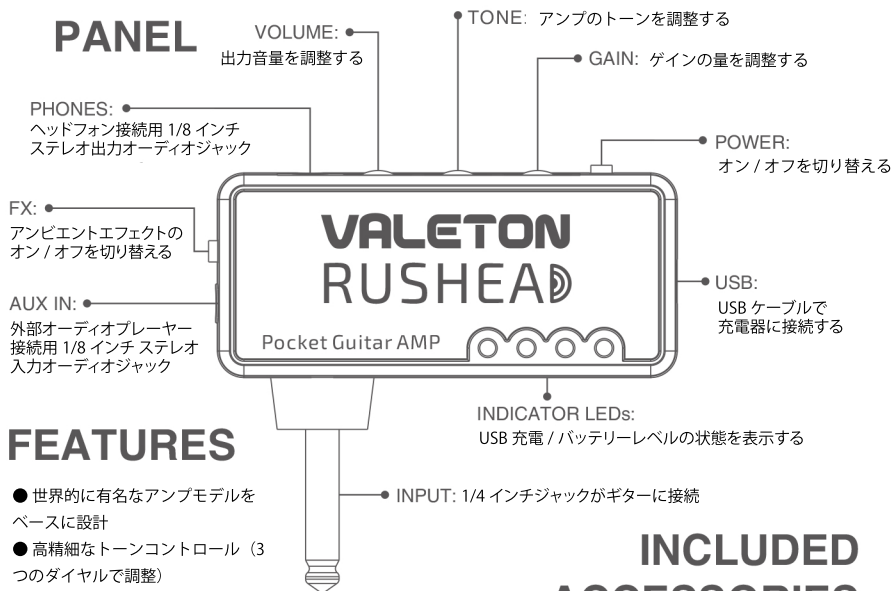 PANEL
VOLUME:
出力音量を調整する
TONE: アンプのトーンを調整する
GAIN: ゲインの量を調整する
PHONES:
ヘッドフォン接続用 1/8 インチ
ステレオ出力オーディオジャック
POWER:
オン / オフを切り替える
FX:
アンビエントエフェクトの
オン / オフを切り替える
AUX IN:
外部オーディオプレーヤー
接続用 1/8 インチ ステレオ
入力オーディオジャック
VALETON
RUSHEAD
Pocket Guitar AMP
USB:
USB ケーブルで
充電器に接続する
INDICATOR LEDs:
USB 充電 / バッテリーレベルの状態を表示する
INPUT: 1/4 インチジャックがギターに接続
FEATURES
● 世界的に有名なアンプモデルを
ベースに設計
● 高精細なトーンコントロール（3
つのダイヤルで調整）
INCLUDED
ACCESSORIES